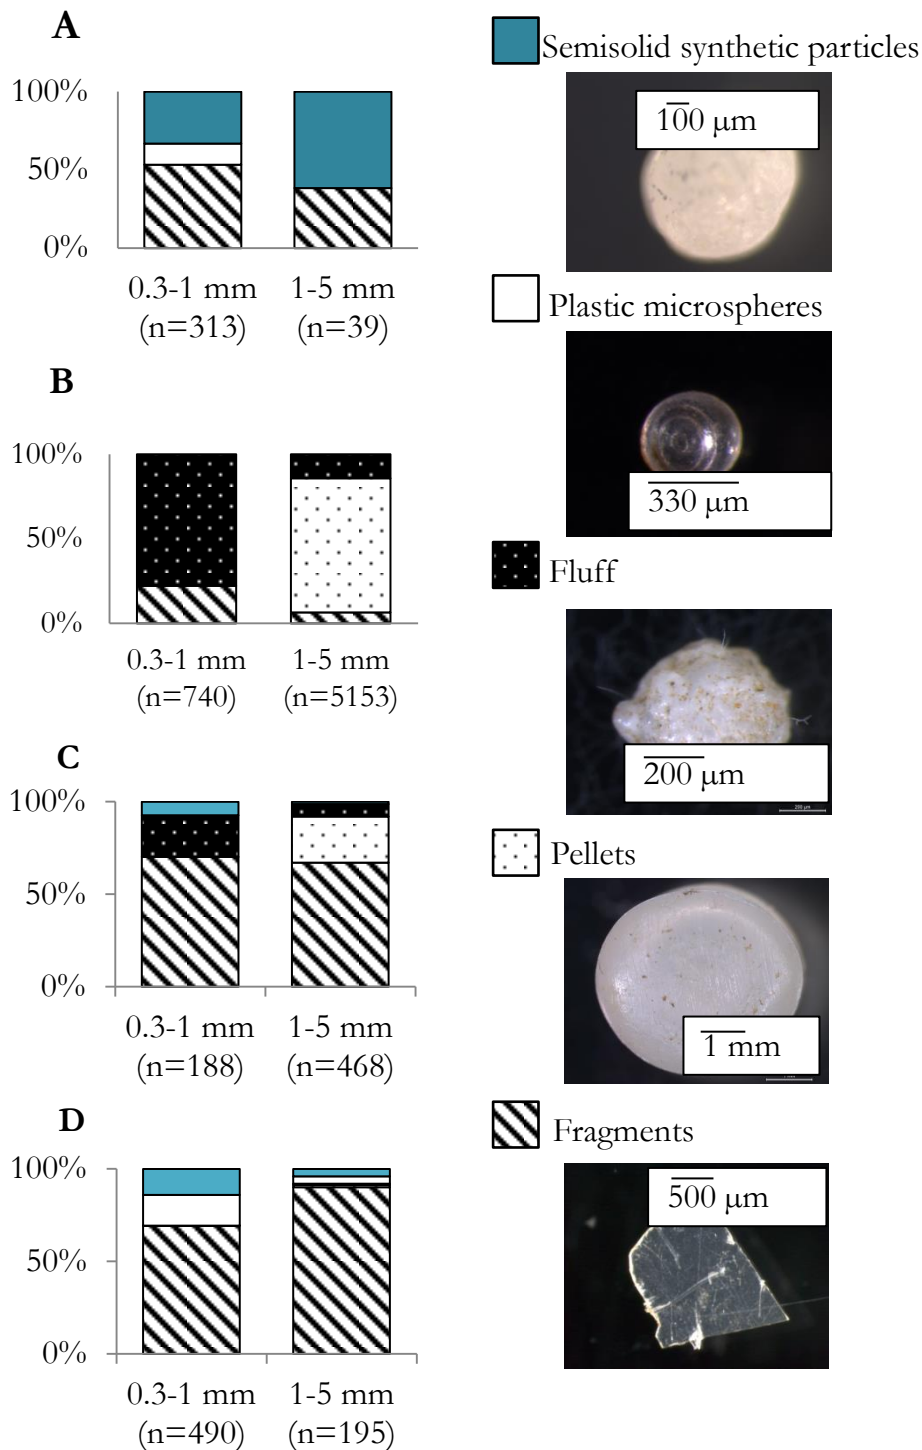 A
100%
50%
0%
0.3-1 mm
(n=313)
1-5 mm
(n=39)
B
100%
50%
0%
0.3-1 mm
(n=740)
1-5 mm
(n=5153)
C
100%
50%
0%
0.3-1 mm
(n=188)
1-5 mm
(n=468)
D
100%
50%
0%
0.3-1 mm
(n=490)
1-5 mm
(n=195)
Semisolid synthetic particles
100 µm
Plastic microspheres
330 µm
Fluff
200 µm
Pellets
1 mm
Fragments
500 µm